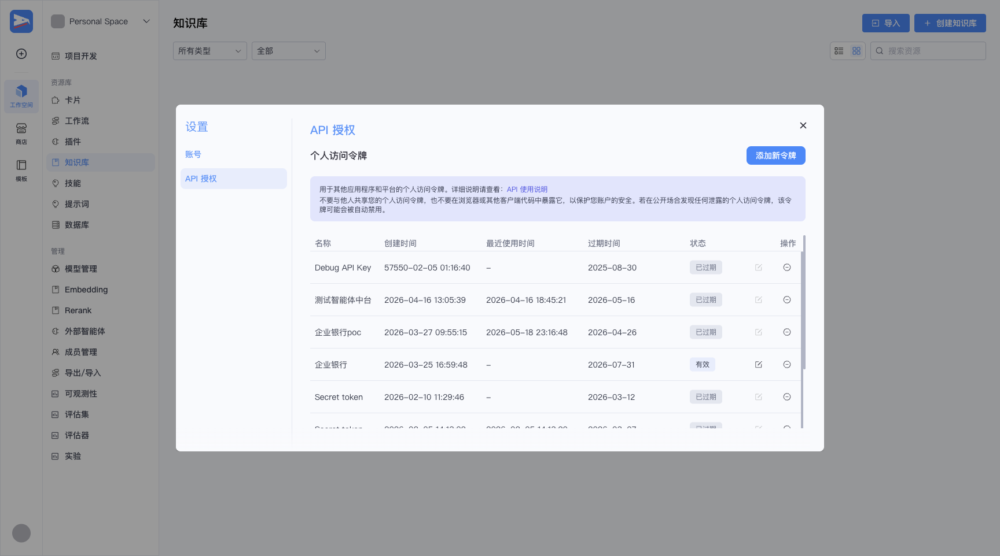 Personal Space
项目开发
资源库
卡片
工作流
插件
知识库
技能
提示词
数据库
管理
模型管理
Embedding
Rerank
外部智能体
成员管理
导出/导入
可观测性
评估集
评估器
实验
工作空间
商店
模板
知识库
导入
创建知识库
所有类型
全部
搜索资源
设置
账号
API 授权
API 授权
个人访问令牌
添加新令牌
用于其他应用程序和平台的个人访问令牌。详细说明请查看：API 使用说明
不要与他人共享您的个人访问令牌，也不要在浏览器或其他客户端代码中暴露它，以保护您账户的安全。若在公开场合发现任何泄露的个人访问令牌，该令
牌可能会被自动禁用。
名称 创建时间 最近使用时间 过期时间 状态 操作
Debug API Key 57550-02-05 01:16:40 - 2025-08-30 已过期
测试智能体中台 2026-04-16 13:05:39 2026-04-16 18:45:21 2026-05-16 已过期
企业银行poc 2026-03-27 09:55:15 2026-05-18 23:16:48 2026-04-26 已过期
企业银行 2026-03-25 16:59:48 - 2026-07-31 有效
Secret token 2026-02-10 11:29:46 - 2026-03-12 已过期
Secret token 已过期